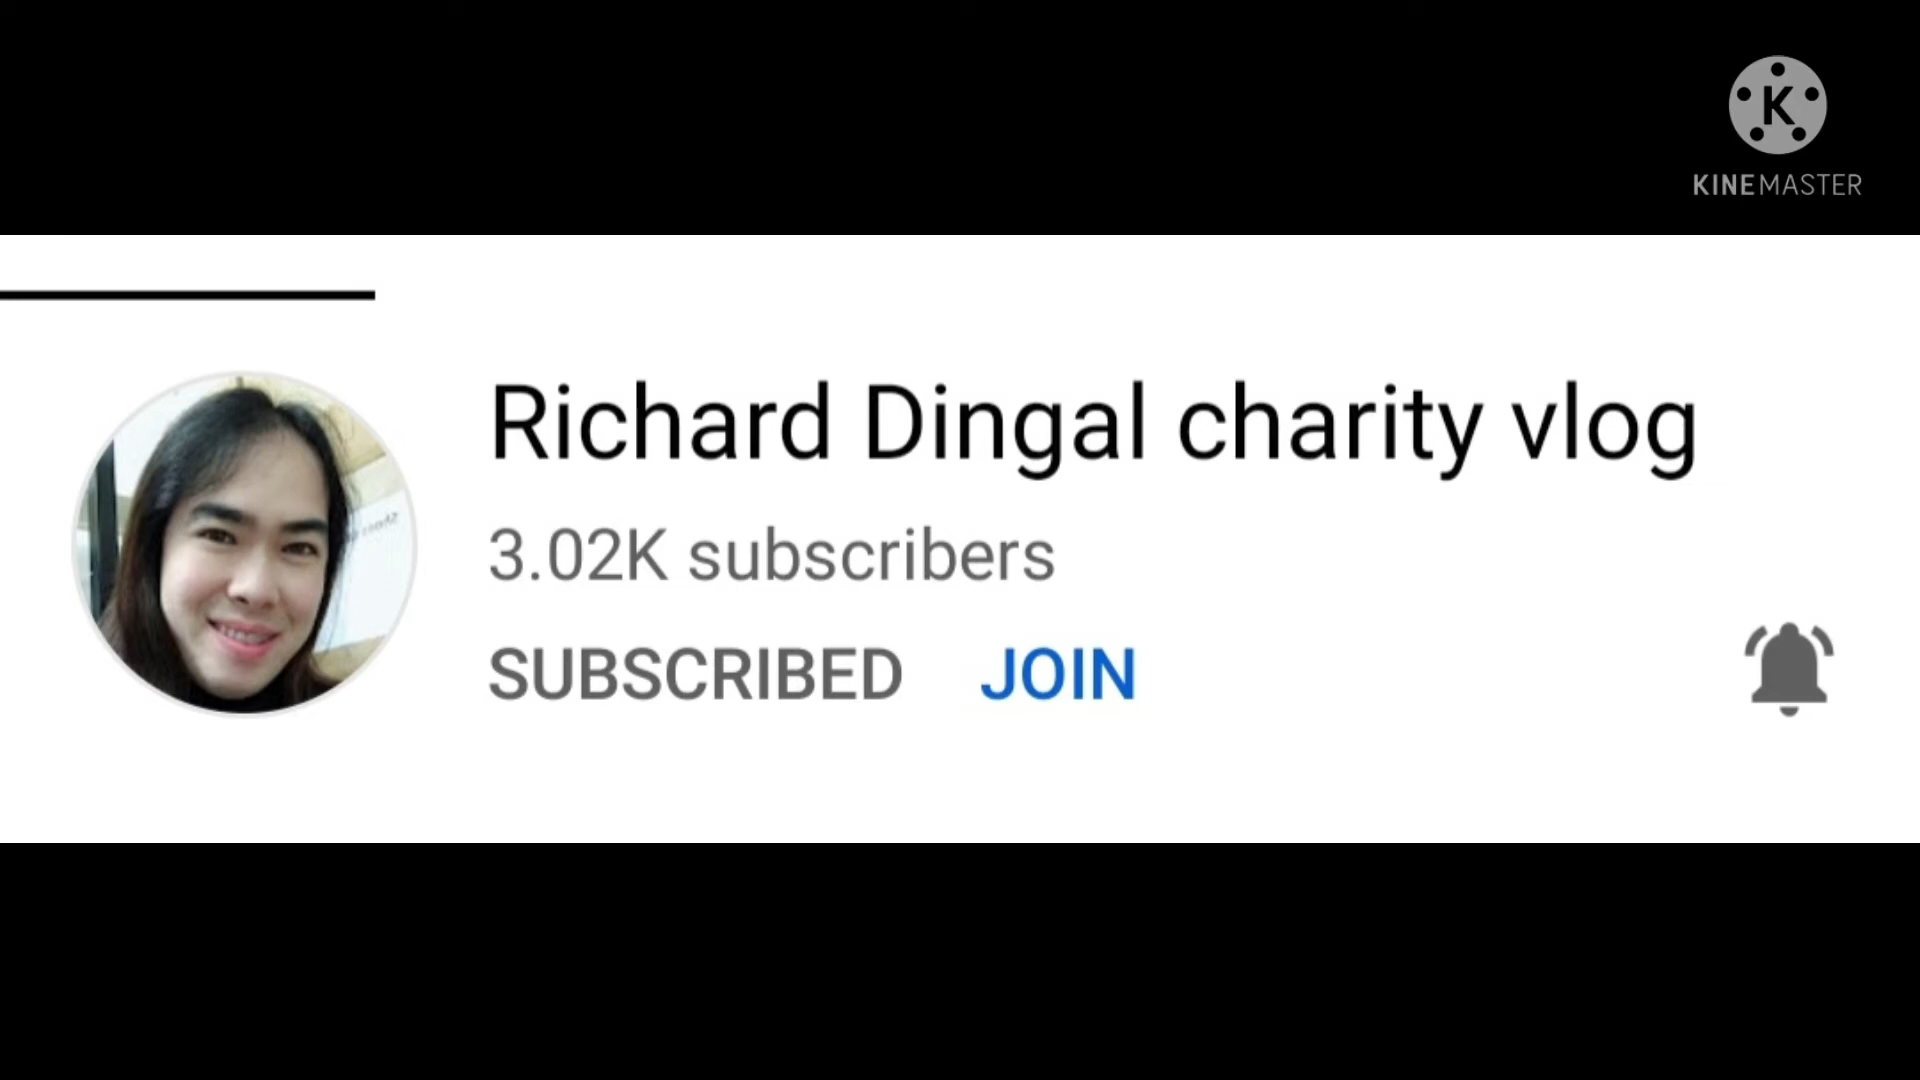 KINEMASTER
Richard Dingal charity vlog
3.02K subscribers
SUBSCRIBED JOIN